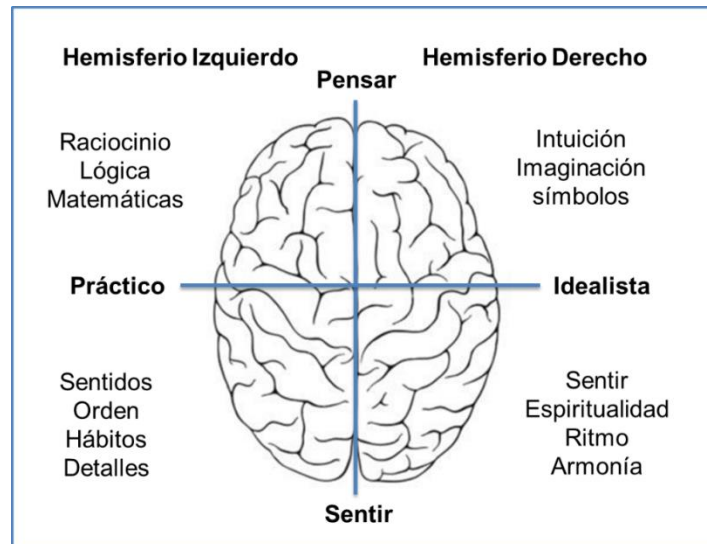 Hemisferio Izquierdo
Hemisferio Derecho
Pensar
Raciocinio
Lógica
Matemáticas
Intuición
Imaginación
símbolos
Práctico
Idealista
Sentidos
Orden
Hábitos
Detalles
Sentir
Espiritualidad
Ritmo
Armonía
Sentir